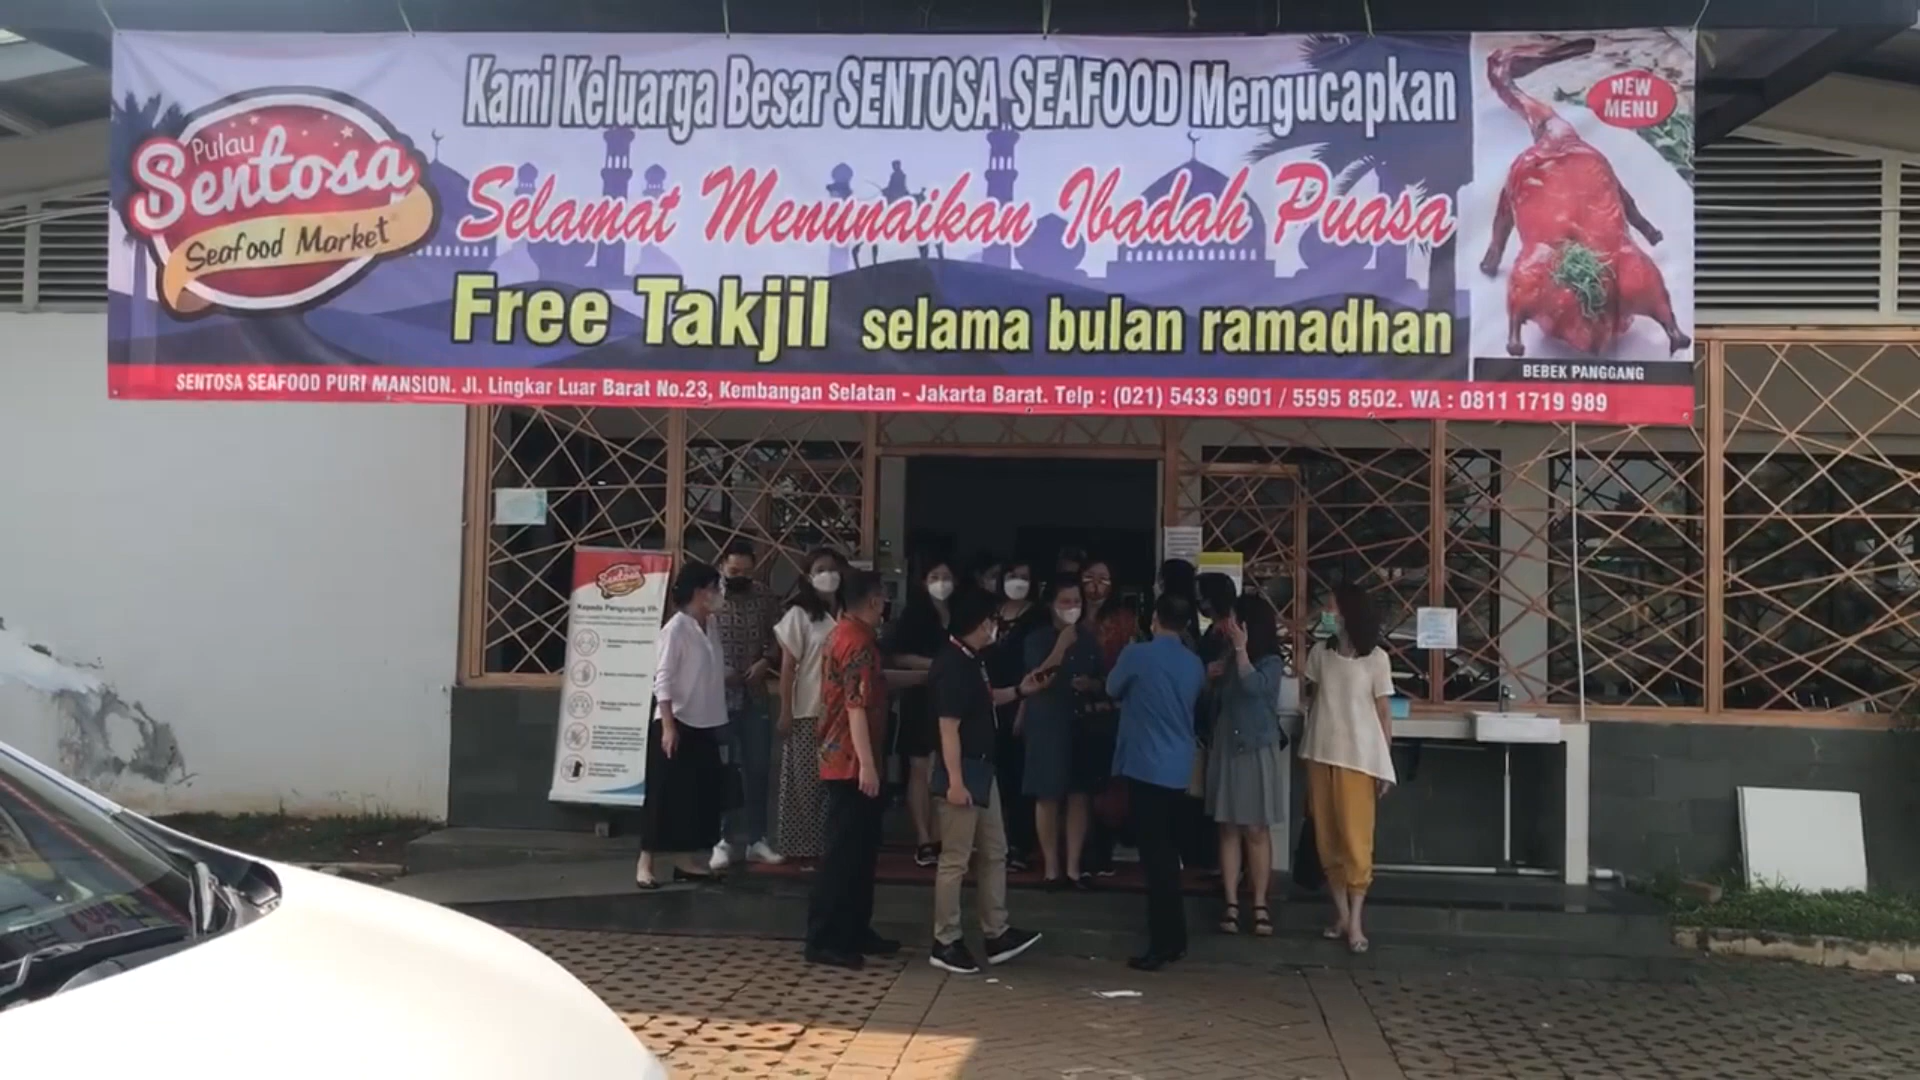 Kami Keluarga Besar SENTOSA SEAFOOD Mengucapkan
NEW
MENU
Pulau
Sentosa
Seafood Market
Selamat Menunaikan Ibadah Puasa
Free Takjil selama bulan ramadhan
BEBEK PANGGANG
SENTOSA SEAFOOD PURI MANSION. Jl. Lingkar Luar Barat No.23, Kembangan Selatan - Jakarta Barat. Telp : (021) 5433 6901 / 5595 8502. WA : 0811 1719 989
Sentosa
Kepada Pengunjung Yth.